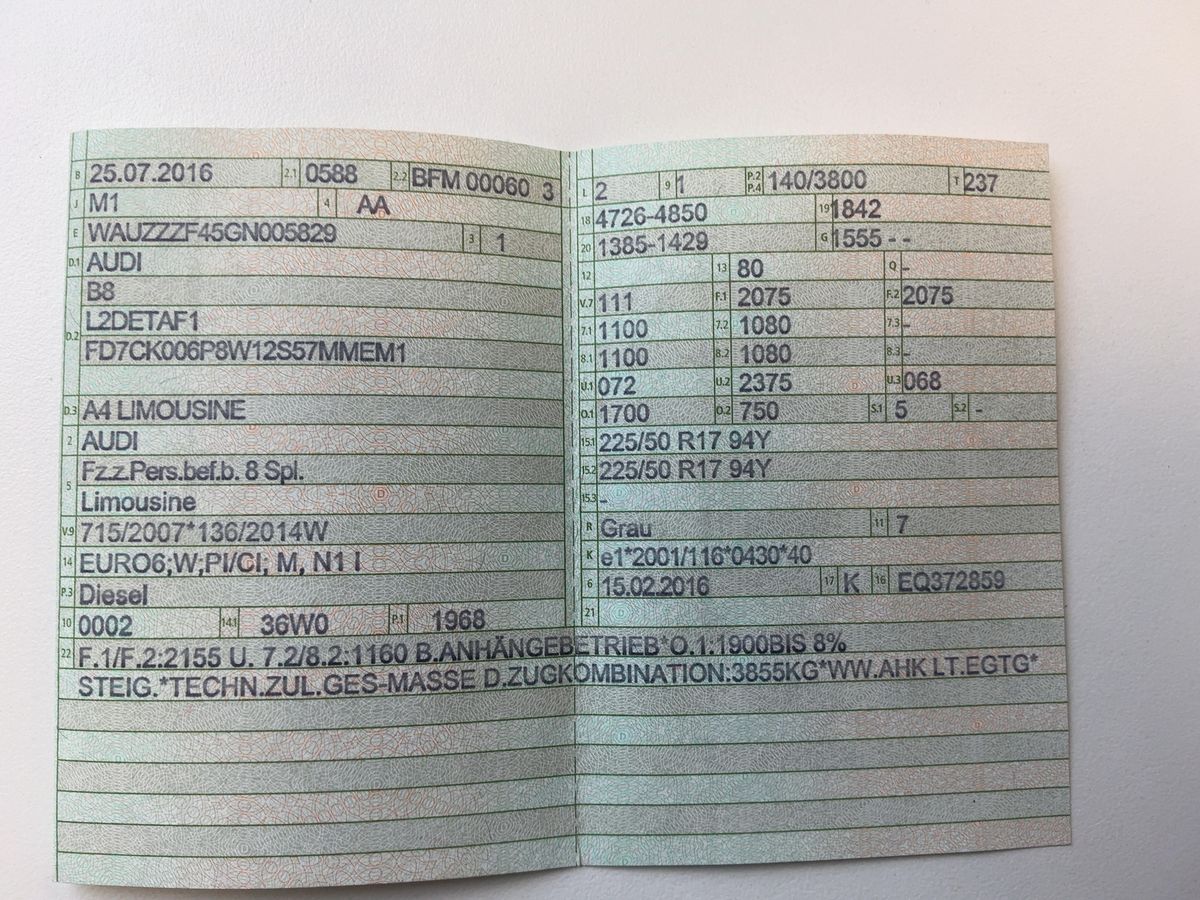 B 25.07.2016 2.1 0588 2.2 BFM 00060 3
J M1 4 AA
E WAUZZZF45GN005829 3 1
D.1 AUDI
B8
D.2 L2DETAF1
FD7CK006P8W12S57MMEM1
D.3 A4 LIMOUSINE
2 AUDI
5 Fz.z.Pers.bef.b. 8 Spl.
Limousine
V.9 715/2007*136/2014W
14 EURO6;W;PI/CI; M, N1 I
P.3 Diesel
10 0002 14.1 36W0 P.1 1968
L 2 9 1 P.2 P.4 140/3800 T 237
18 4726-4850 19 1842
20 1385-1429 G 1555 - -
12 13 80 Q -
V.7 111 F.1 2075 F.2 2075
7.1 1100 7.2 1080 7.3 -
8.1 1100 8.2 1080 8.3 -
U.1 072 U.2 2375 U.3 068
O.1 1700 O.2 750 S.1 5 S.2 -
15.1 225/50 R17 94Y
15.2 225/50 R17 94Y
15.3 -
R Grau 11 7
K e1*2001/116*0430*40
6 15.02.2016 17 K 16 EQ372859
21
22 F.1/F.2:2155 U. 7.2/8.2:1160 B.ANHÄNGEBETRIEB*O.1:1900BIS 8%
STEIG.*TECHN.ZUL.GES-MASSE D.ZUGKOMBINATION:3855KG*WW.AHK LT.EGTG*